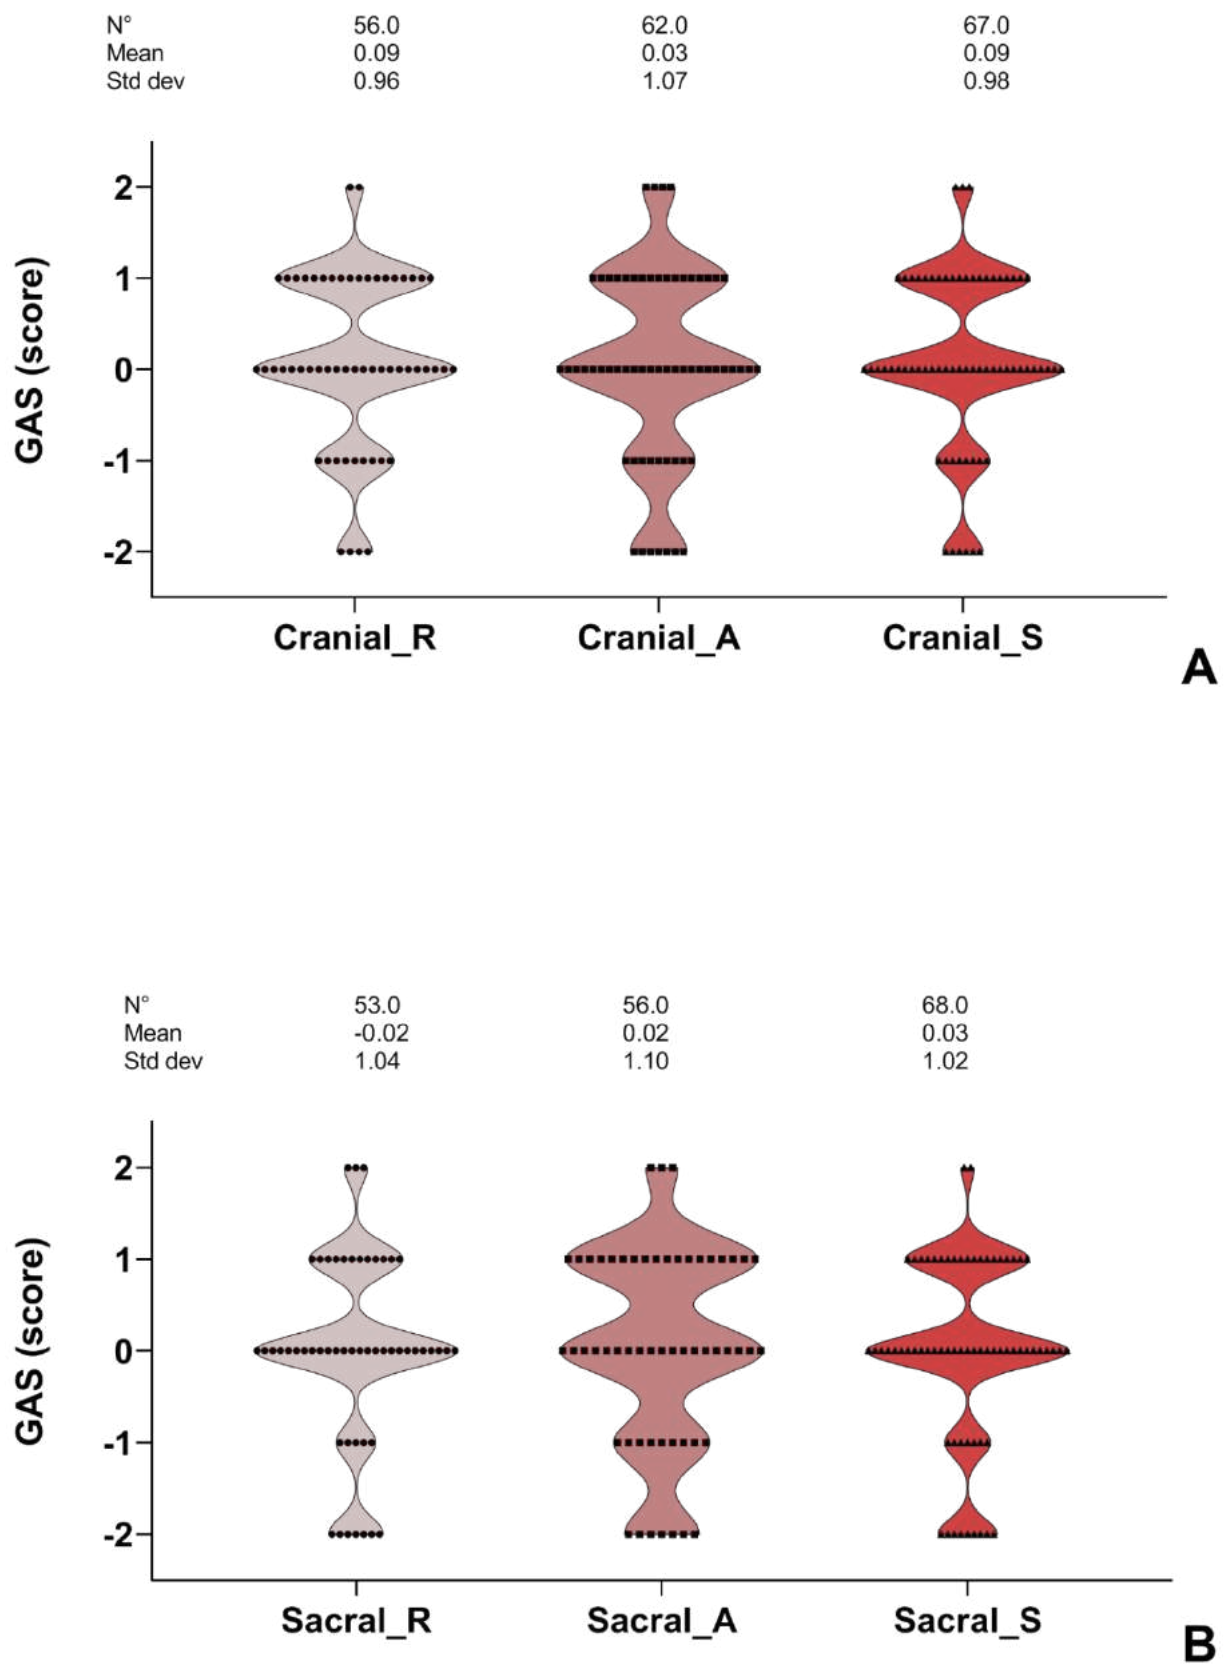 N° 56.0 62.0 67.0
Mean 0.09 0.03 0.09
Std dev 0.96 1.07 0.98
GAS (score)
2
1
0
-1
-2
Cranial_R Cranial_A Cranial_S
A
N° 53.0 56.0 68.0
Mean -0.02 0.02 0.03
Std dev 1.04 1.10 1.02
GAS (score)
2
1
0
-1
-2
Sacral_R Sacral_A Sacral_S
B